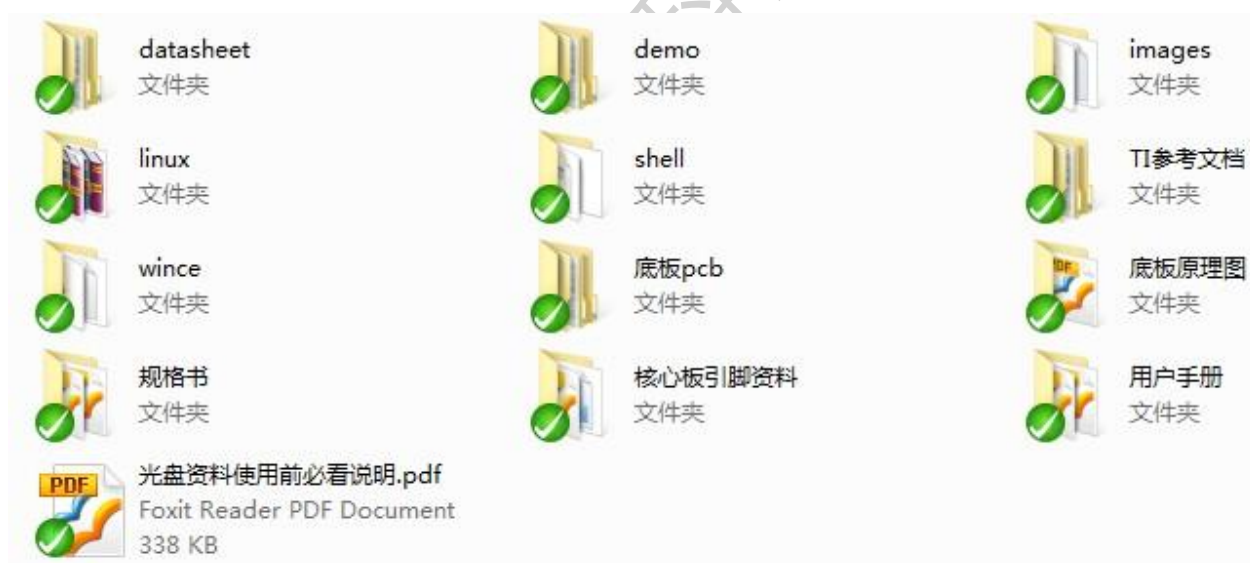 datasheet
文件夹
demo
文件夹
images
文件夹
linux
文件夹
shell
文件夹
TI参考文档
文件夹
wince
文件夹
底板pcb
文件夹
底板原理图
文件夹
规格书
文件夹
核心板引脚资料
文件夹
用户手册
文件夹
PDF
光盘资料使用前必看说明.pdf
Foxit Reader PDF Document
338 KB